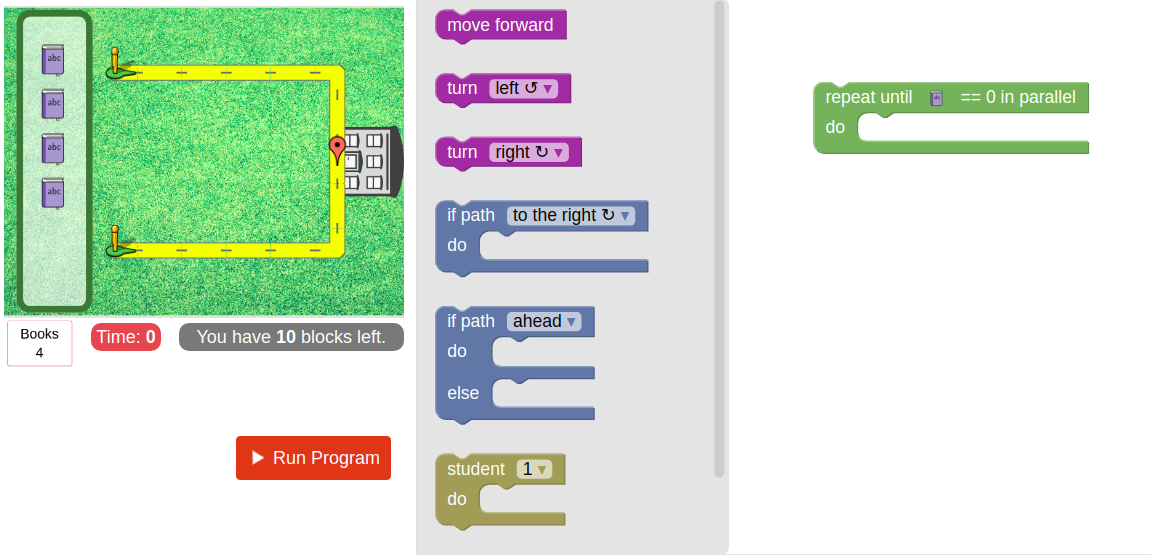 abc
abc
abc
abc
Books
4
Time: 0
You have 10 blocks left.
Run Program
move forward
turn left ↺ ▼
turn right ↻ ▼
if path to the right ↻ ▼
do
if path ahead ▼
do
else
student 1 ▼
do
repeat until == 0 in parallel
do